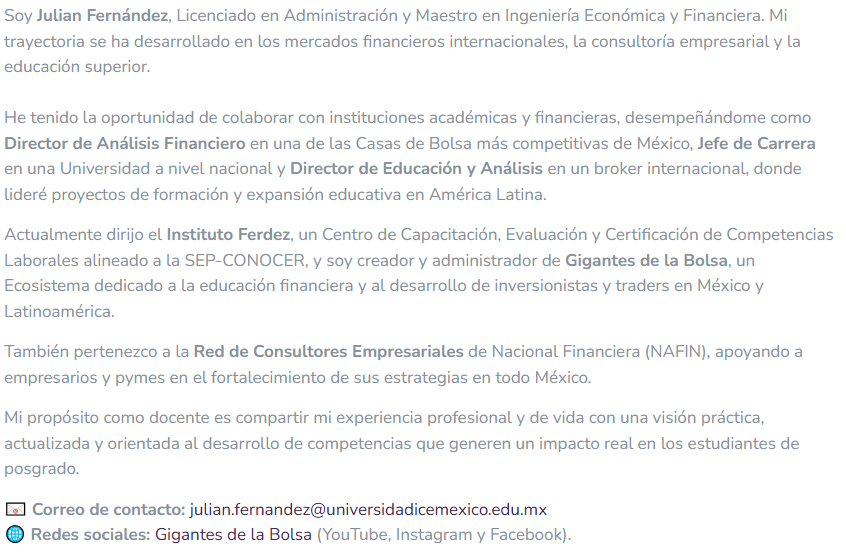 Soy Julian Fernández, Licenciado en Administración y Maestro en Ingeniería Económica y Financiera. Mi
trayectoria se ha desarrollado en los mercados financieros internacionales, la consultoría empresarial y la
educación superior.
He tenido la oportunidad de colaborar con instituciones académicas y financieras, desempeñándome como
Director de Análisis Financiero en una de las Casas de Bolsa más competitivas de México, Jefe de Carrera
en una Universidad a nivel nacional y Director de Educación y Análisis en un broker internacional, donde
lideré proyectos de formación y expansión educativa en América Latina.
Actualmente dirijo el Instituto Ferdez, un Centro de Capacitación, Evaluación y Certificación de Competencias
Laborales alineado a la SEP-CONOCER, y soy creador y administrador de Gigantes de la Bolsa, un
Ecosistema dedicado a la educación financiera y al desarrollo de inversionistas y traders en México y
Latinoamérica.
También pertenezco a la Red de Consultores Empresariales de Nacional Financiera (NAFIN), apoyando a
empresarios y pymes en el fortalecimiento de sus estrategias en todo México.
Mi propósito como docente es compartir mi experiencia profesional y de vida con una visión práctica,
actualizada y orientada al desarrollo de competencias que generen un impacto real en los estudiantes de
posgrado.
Correo de contacto: julian.fernandez@universidadicemexico.edu.mx
Redes sociales: Gigantes de la Bolsa (YouTube, Instagram y Facebook).